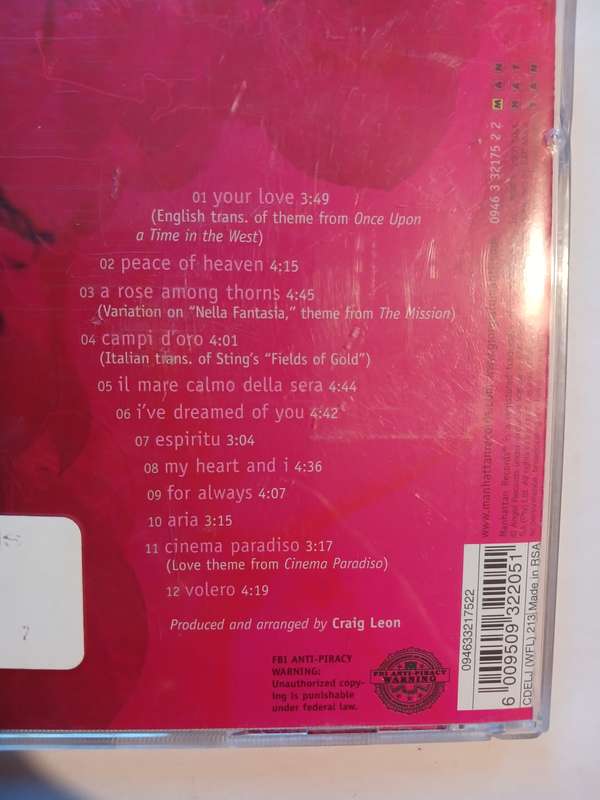 01 your love 3:49
(English trans. of theme from Once Upon
a Time in the West)
02 peace of heaven 4:15
03 a rose among thorns 4:45
(Variation on “Nella Fantasia,” theme from The Mission)
04 campi d’oro 4:01
(Italian trans. of Sting’s “Fields of Gold”)
05 il mare calmo della sera 4:44
06 i’ve dreamed of you 4:42
07 espiritu 3:04
08 my heart and i 4:36
09 for always 4:07
10 aria 3:15
11 cinema paradiso 3:17
(Love theme from Cinema Paradiso)
12 volero 4:19
Produced and arranged by Craig Leon
FBI ANTI-PIRACY
WARNING:
Unauthorized copy-
ing is punishable
under federal law.
FBI ANTI-PIRACY
WARNING
0946 3 32175 2 2
MAN
HAT
TAN
www.manhattanrecords.com
094633217522
6 009509 322051
CDELJ (WFL) 213 Made in RSA